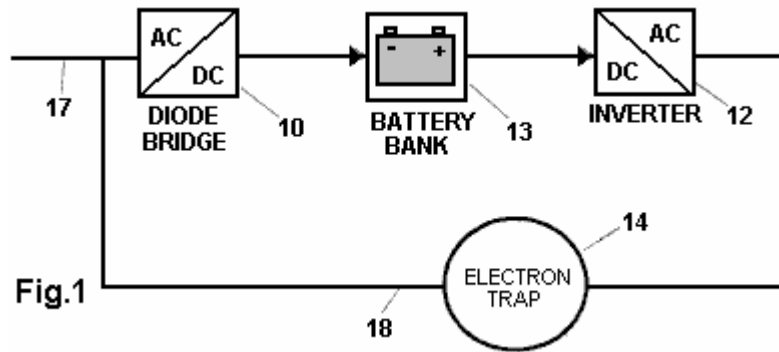 AC
DC
DIODE
BRIDGE
10
17
- +
BATTERY
BANK
13
AC
DC
INVERTER
12
14
ELECTRON
TRAP
18
Fig.1